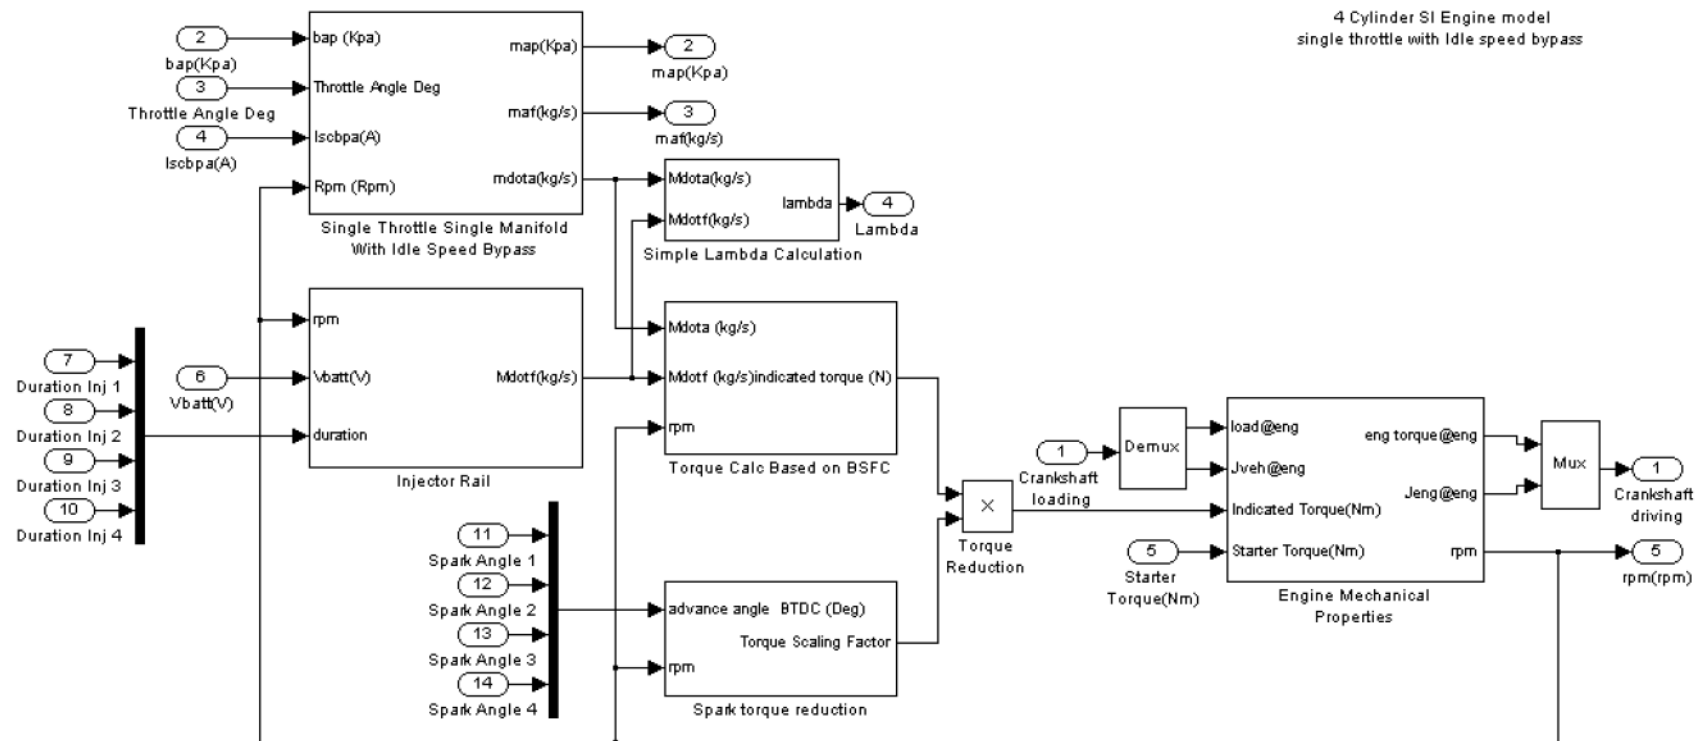 4 Cylinder SI Engine model
single throttle with Idle speed bypass
2
bap(Kpa)
3
Throttle Angle Deg
4
Iscbpa(A)
bap (Kpa)
Throttle Angle Deg
Iscbpa(A)
Rpm (Rpm)
map(Kpa)
maf(kg/s)
mdota(kg/s)
Single Throttle Single Manifold
With Idle Speed Bypass
2
map(Kpa)
3
maf(kg/s)
Mdota(kg/s)
Mdotf(kg/s)
lambda
Simple Lambda Calculation
4
Lambda
7
Duration Inj 1
8
Duration Inj 2
9
Duration Inj 3
10
Duration Inj 4
6
Vbatt(V)
rpm
Vbatt(V)
duration
Mdotf(kg/s)
Injector Rail
Mdota (kg/s)
Mdotf (kg/s)indicated torque (N)
rpm
Torque Calc Based on BSFC
11
Spark Angle 1
12
Spark Angle 2
13
Spark Angle 3
14
Spark Angle 4
advance angle BTDC (Deg)
Torque Scaling Factor
rpm
Spark torque reduction
×
Torque
Reduction
1
Crankshaft
loading
Demux
5
Starter
Torque(Nm)
load@eng
Jveh@eng
Indicated Torque(Nm)
Starter Torque(Nm)
eng torque@eng
Jeng@eng
rpm
Engine Mechanical
Properties
Mux
1
Crankshaft
driving
5
rpm(rpm)